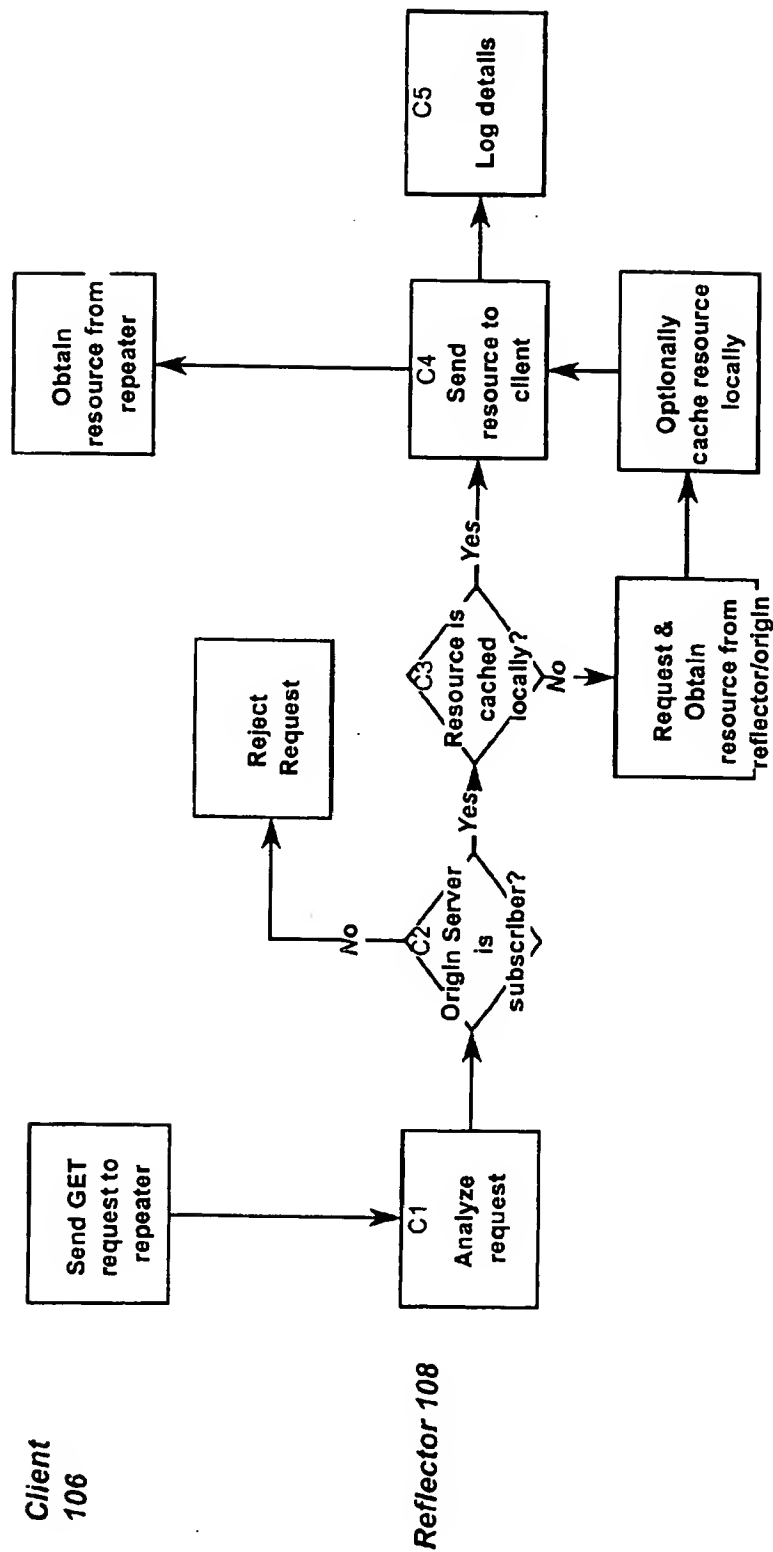 Client
106
Send GET
request to
repeater
Obtain
resource from
repeater
Reject
Request
Reflector 108
C1
Analyze
request
C2
Origin Server
is
subscriber?
No
Yes
C3
Resource is
cached
locally?
Yes
No
C4
Send
resource to
client
C5
Log details
Request &
Obtain
resource from
reflector/origin
Optionally
cache resource
locally